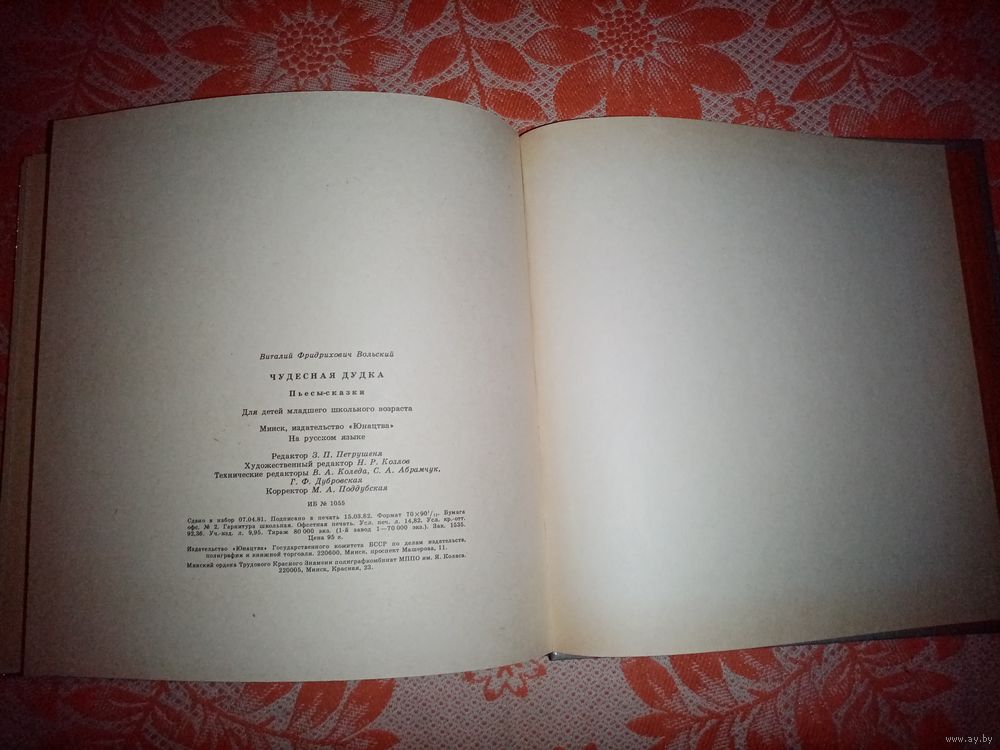 Виталий Фридрихович Вольский
ЧУДЕСНАЯ ДУДКА
Пьесы-сказки
Для детей младшего школьного возраста
Минск, издательство «Юнацтва»
На русском языке
Редактор З. П. Петрушеня
Художественный редактор Н. Р. Козлов
Технические редакторы В. А. Коледа, С. А. Абрамчук,
Г. Ф. Дубровская
Корректор М. А. Поддубская
ИБ № 1055
Сдано в набор 07.04.81. Подписано в печать 15.03.82. Формат 70×90 1/12. Бумага
офс. № 2. Гарнитура школьная. Офсетная печать. Усл. печ. л. 14,82. Усл. кр.-отт.
92,36. Уч.-изд. л. 9,95. Тираж 80 000 экз. (1-й завод 1—70 000 экз.). Зак. 1536.
Цена 95 к.
Издательство «Юнацтва» Государственного комитета БССР по делам издательств,
полиграфии и книжной торговли. 220600, Минск, проспект Машерова, 11.
Минский ордена Трудового Красного Знамени полиграфкомбинат МППО им. Я. Коласа.
220005, Минск, Красная, 23.
www.ay.by